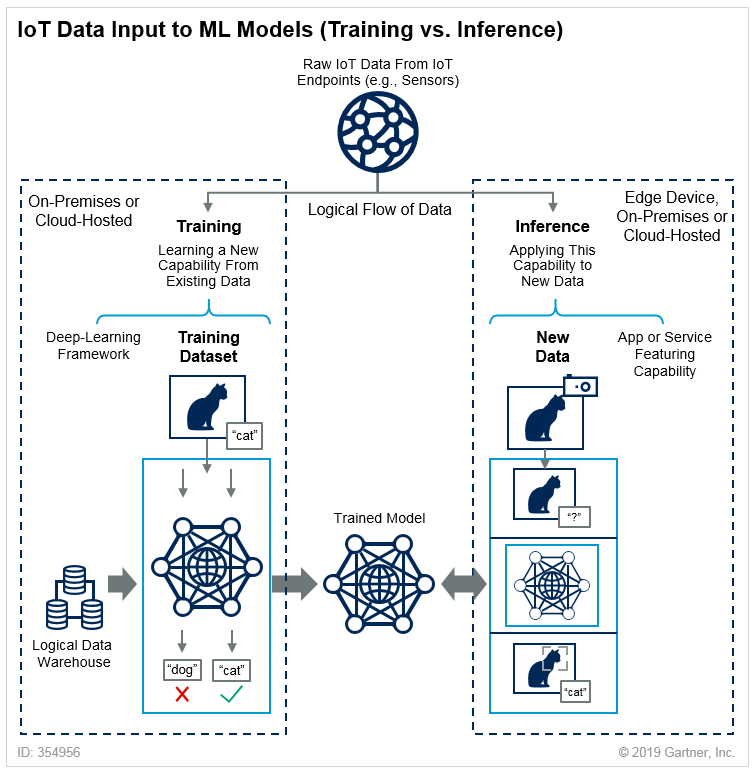 IoT Data Input to ML Models (Training vs. Inference)
Raw IoT Data From IoT
Endpoints (e.g., Sensors)
On-Premises or
Cloud-Hosted
Training
Learning a New
Capability From
Existing Data
Logical Flow of Data
Inference
Applying This
Capability to
New Data
Edge Device,
On-Premises or
Cloud-Hosted
Deep-Learning
Framework
Training
Dataset
“cat”
New
Data
App or Service
Featuring
Capability
“?”
Trained Model
Logical Data
Warehouse
“dog”
“cat”
“cat”
ID: 354956
© 2019 Gartner, Inc.